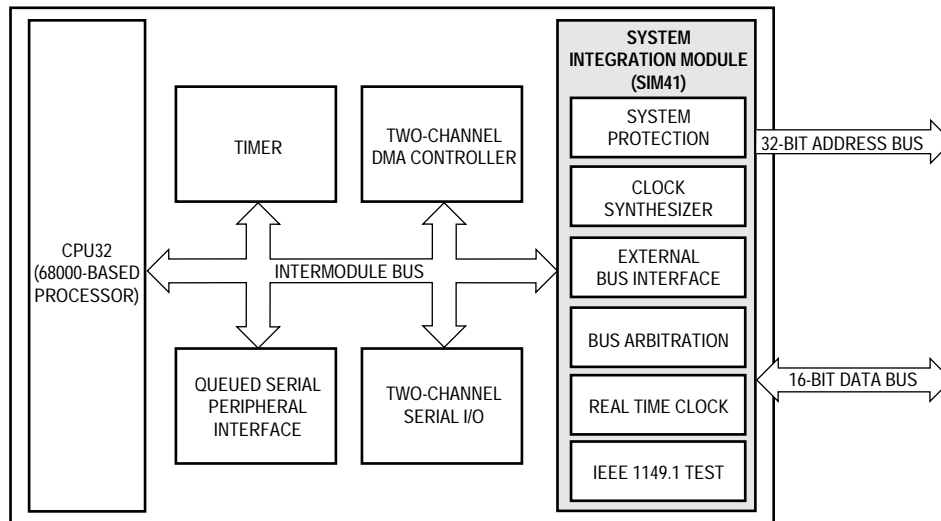 CPU32
(68000-BASED
PROCESSOR)
TIMER
TWO-CHANNEL
DMA CONTROLLER
INTERMODULE BUS
QUEUED SERIAL
PERIPHERAL
INTERFACE
TWO-CHANNEL
SERIAL I/O
SYSTEM
INTEGRATION MODULE
(SIM41)
SYSTEM
PROTECTION
CLOCK
SYNTHESIZER
EXTERNAL
BUS INTERFACE
BUS ARBITRATION
REAL TIME CLOCK
IEEE 1149.1 TEST
32-BIT ADDRESS BUS
16-BIT DATA BUS